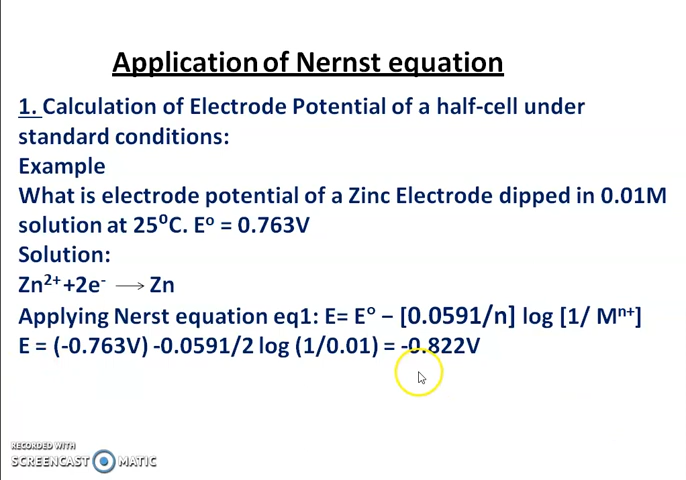 Application of Nernst equation
1. Calculation of Electrode Potential of a half-cell under
standard conditions:
Example
What is electrode potential of a Zinc Electrode dipped in 0.01M
solution at 25⁰C. E⁰ = 0.763V
Solution:
Zn²⁺+2e⁻ ⟶ Zn
Applying Nerst equation eq1: E= E⁰ – [0.0591/n] log [1/ Mⁿ⁺]
E = (-0.763V) -0.0591/2 log (1/0.01) = -0.822V
RECORDED WITH
SCREENCAST MATIC